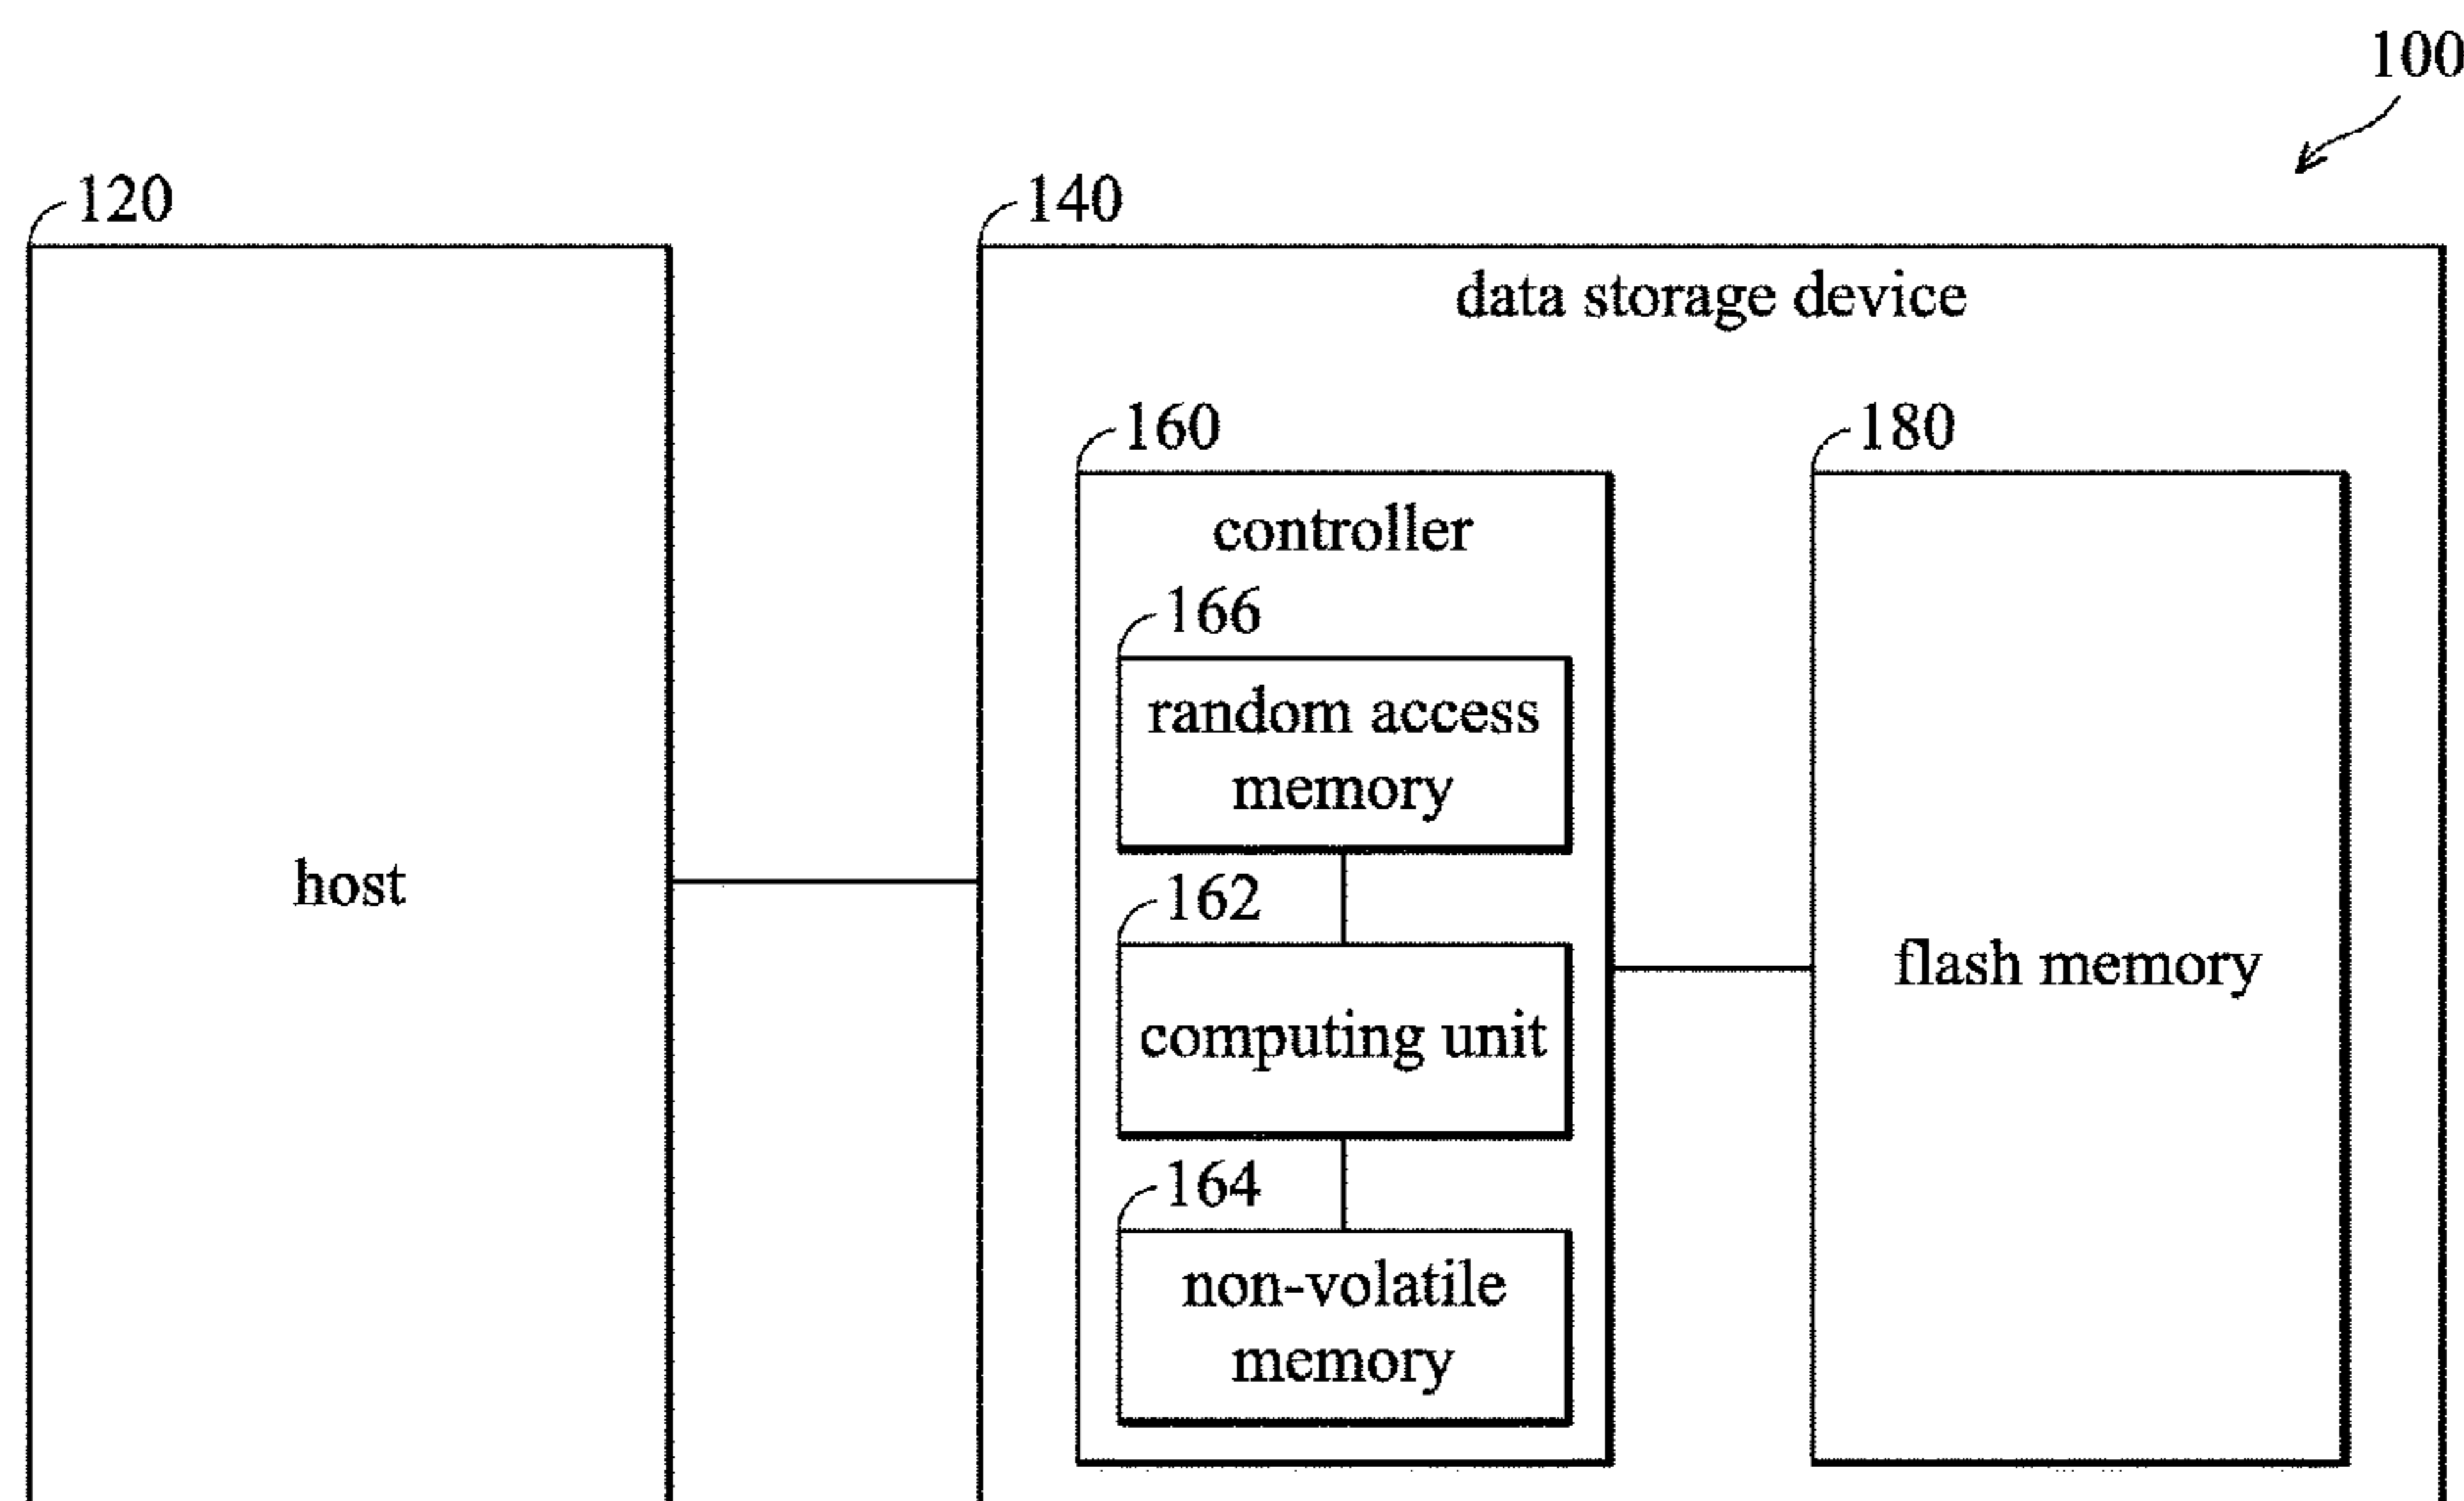 100
120
140
data storage device
160
180
controller
166
random access
memory
host
162
flash memory
computing unit
164
non-volatile
memory